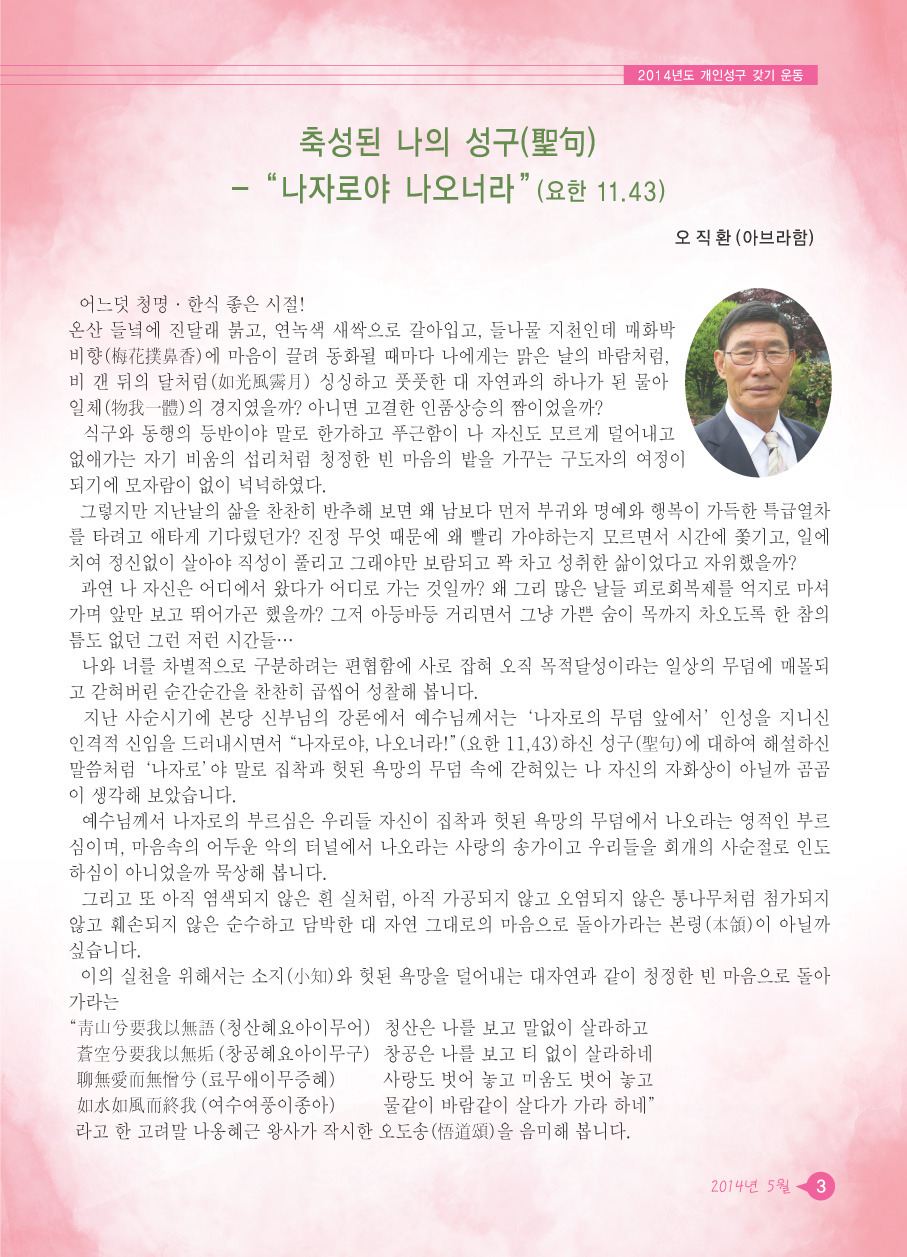 2014년도 개인성구 갖기 운동
축성된 나의 성구(聖句)
- “나자로야 나오너라”(요한 11.43)
오 직 환 (아브라함)
어느덧 청명 · 한식 좋은 시절!
온산 들녘에 진달래 붉고, 연녹색 새싹으로 갈아입고, 들나물 지천인데 매화박
비향(梅花撲鼻香)에 마음이 끌려 동화될 때마다 나에게는 맑은 날의 바람처럼,
비 갠 뒤의 달처럼(如光風霽月) 싱싱하고 풋풋한 대 자연과의 하나가 된 물아
일체(物我一體)의 경지였을까? 아니면 고결한 인품상승의 짬이었을까?
식구와 동행의 등반이야 말로 한가하고 푸근함이 나 자신도 모르게 덜어내고
없애가는 자기 비움의 섭리처럼 청정한 빈 마음의 밭을 가꾸는 구도자의 여정이
되기에 모자람이 없이 넉넉하였다.
그렇지만 지난날의 삶을 찬찬히 반추해 보면 왜 남보다 먼저 부귀와 명예와 행복이 가득한 특급열차
를 타려고 애타게 기다렸던가? 진정 무엇 때문에 왜 빨리 가야하는지 모르면서 시간에 쫓기고, 일에
치여 정신없이 살아야 직성이 풀리고 그래야만 보람되고 꽉 차고 성취한 삶이었다고 자위했을까?
과연 나 자신은 어디에서 왔다가 어디로 가는 것일까? 왜 그리 많은 날들 피로회복제를 억지로 마셔
가며 앞만 보고 뛰어가곤 했을까? 그저 아등바등 거리면서 그냥 가쁜 숨이 목까지 차오도록 한 참의
틈도 없던 그런 저런 시간들…
나와 너를 차별적으로 구분하려는 편협함에 사로 잡혀 오직 목적달성이라는 일상의 무덤에 매몰되
고 갇혀버린 순간순간을 찬찬히 곱씹어 성찰해 봅니다.
지난 사순시기에 본당 신부님의 강론에서 예수님께서는 ‘나자로의 무덤 앞에서’ 인성을 지니신
인격적 신임을 드러내시면서 “나자로야, 나오너라!”(요한 11,43)하신 성구(聖句)에 대하여 해설하신
말씀처럼 ‘나자로’야 말로 집착과 헛된 욕망의 무덤 속에 갇혀있는 나 자신의 자화상이 아닐까 곰곰
이 생각해 보았습니다.
예수님께서 나자로의 부르심은 우리들 자신이 집착과 헛된 욕망의 무덤에서 나오라는 영적인 부르
심이며, 마음속의 어두운 악의 터널에서 나오라는 사랑의 송가이고 우리들을 회개의 사순절로 인도
하심이 아니었을까 묵상해 봅니다.
그리고 또 아직 염색되지 않은 흰 실처럼, 아직 가공되지 않고 오염되지 않은 통나무처럼 첨가되지
않고 훼손되지 않은 순수하고 담박한 대 자연 그대로의 마음으로 돌아가라는 본령(本領)이 아닐까
싶습니다.
이의 실천을 위해서는 소지(小知)와 헛된 욕망을 덜어내는 대자연과 같이 청정한 빈 마음으로 돌아
가라는
“靑山兮要我以無語 (청산혜요아이무어) 청산은 나를 보고 말없이 살라하고
蒼空兮要我以無垢 (창공혜요아이무구) 창공은 나를 보고 티 없이 살라하네
聊無愛而無憎兮 (료무애이무증혜) 사랑도 벗어 놓고 미움도 벗어 놓고
如水如風而終我 (여수여풍이종아) 물같이 바람같이 살다가 가라 하네”
라고 한 고려말 나옹혜근 왕사가 작시한 오도송(悟道頌)을 음미해 봅니다.
2014년 5월 3